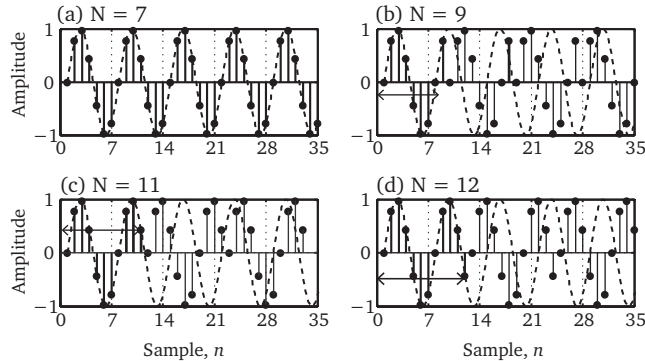 (a) N = 7
(b) N = 9
Amplitude
1
0
−1
1
0
−1
0 7 14 21 28 35
0 7 14 21 28 35
(c) N = 11
(d) N = 12
Amplitude
1
0
−1
1
0
−1
0 7 14 21 28 35
0 7 14 21 28 35
Sample, n
Sample, n